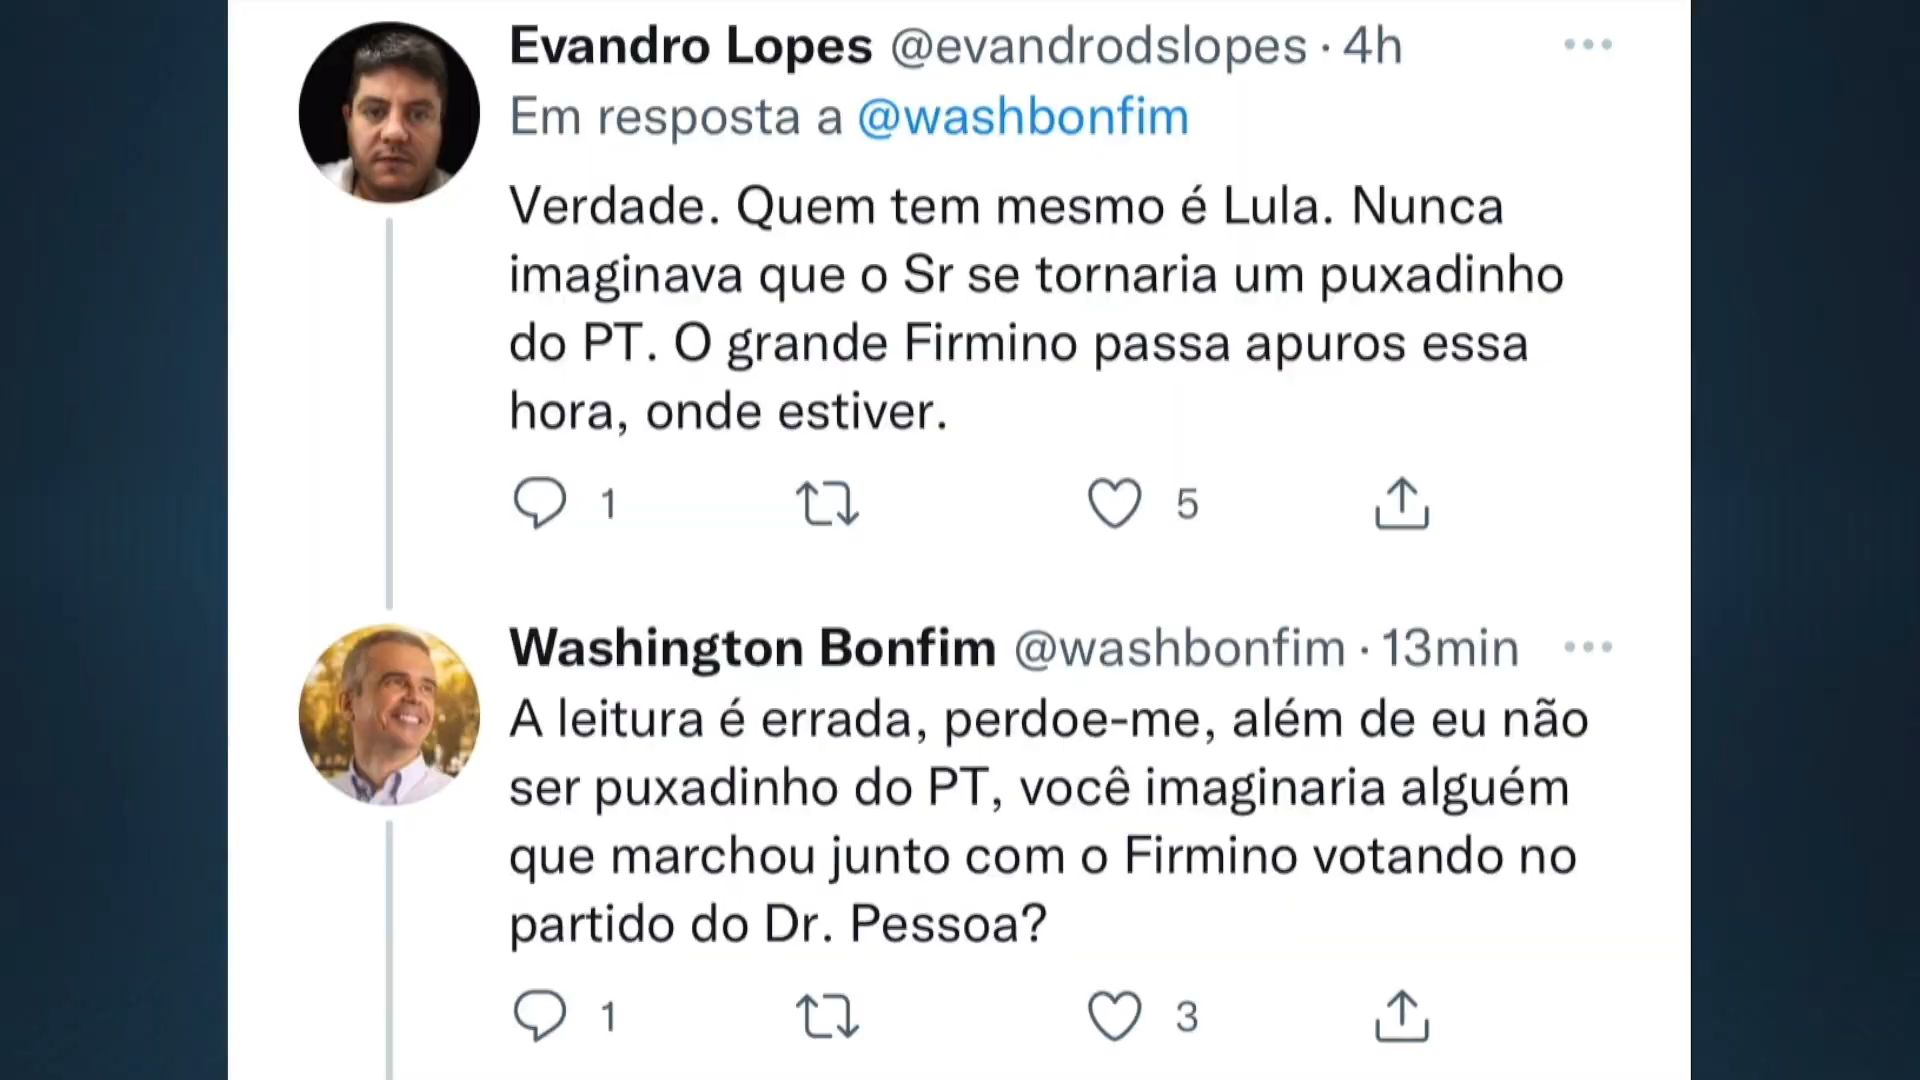 Evandro Lopes @evandrodslopes · 4h
Em resposta a @washbonfim
Verdade. Quem tem mesmo é Lula. Nunca
imaginava que o Sr se tornaria um puxadinho
do PT. O grande Firmino passa apuros essa
hora, onde estiver.
1 5
Washington Bonfim @washbonfim · 13min
A leitura é errada, perdoe-me, além de eu não
ser puxadinho do PT, você imaginaria alguém
que marchou junto com o Firmino votando no
partido do Dr. Pessoa?
1 3